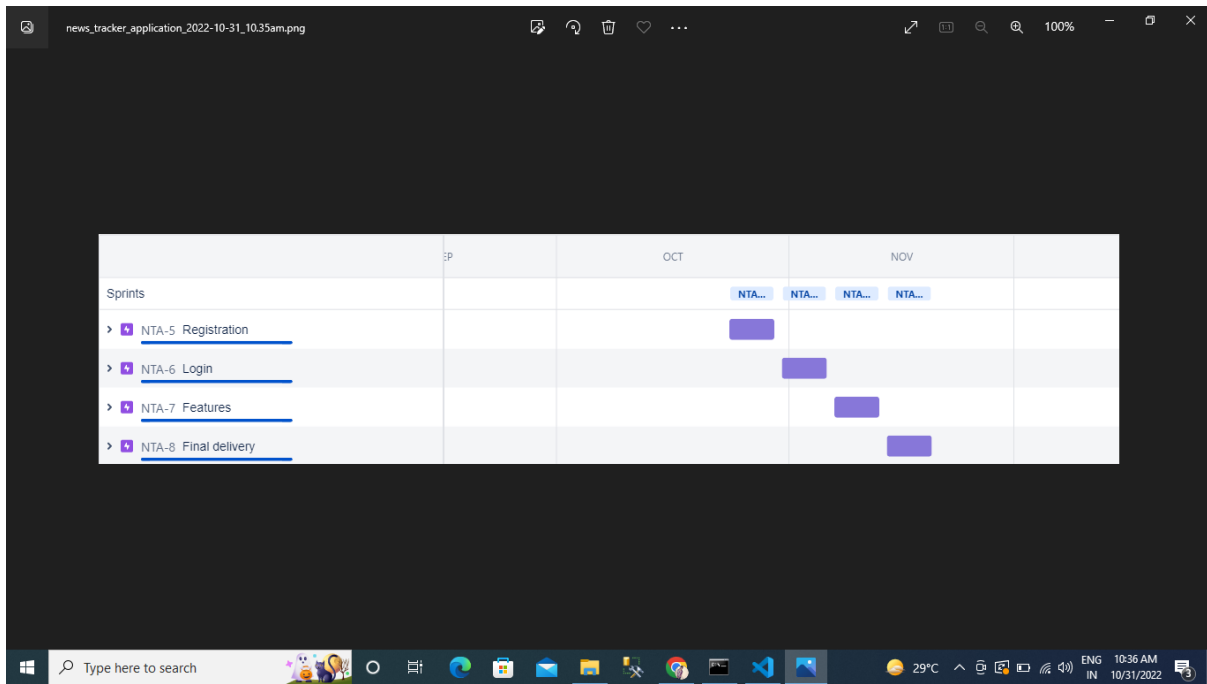 news_tracker_application_2022-10-31_10.35am.png
100%
EP OCT NOV
Sprints NTA... NTA... NTA... NTA...
NTA-5 Registration
NTA-6 Login
NTA-7 Features
NTA-8 Final delivery
Type here to search
29°C
ENG
IN
10:36 AM
10/31/2022
3